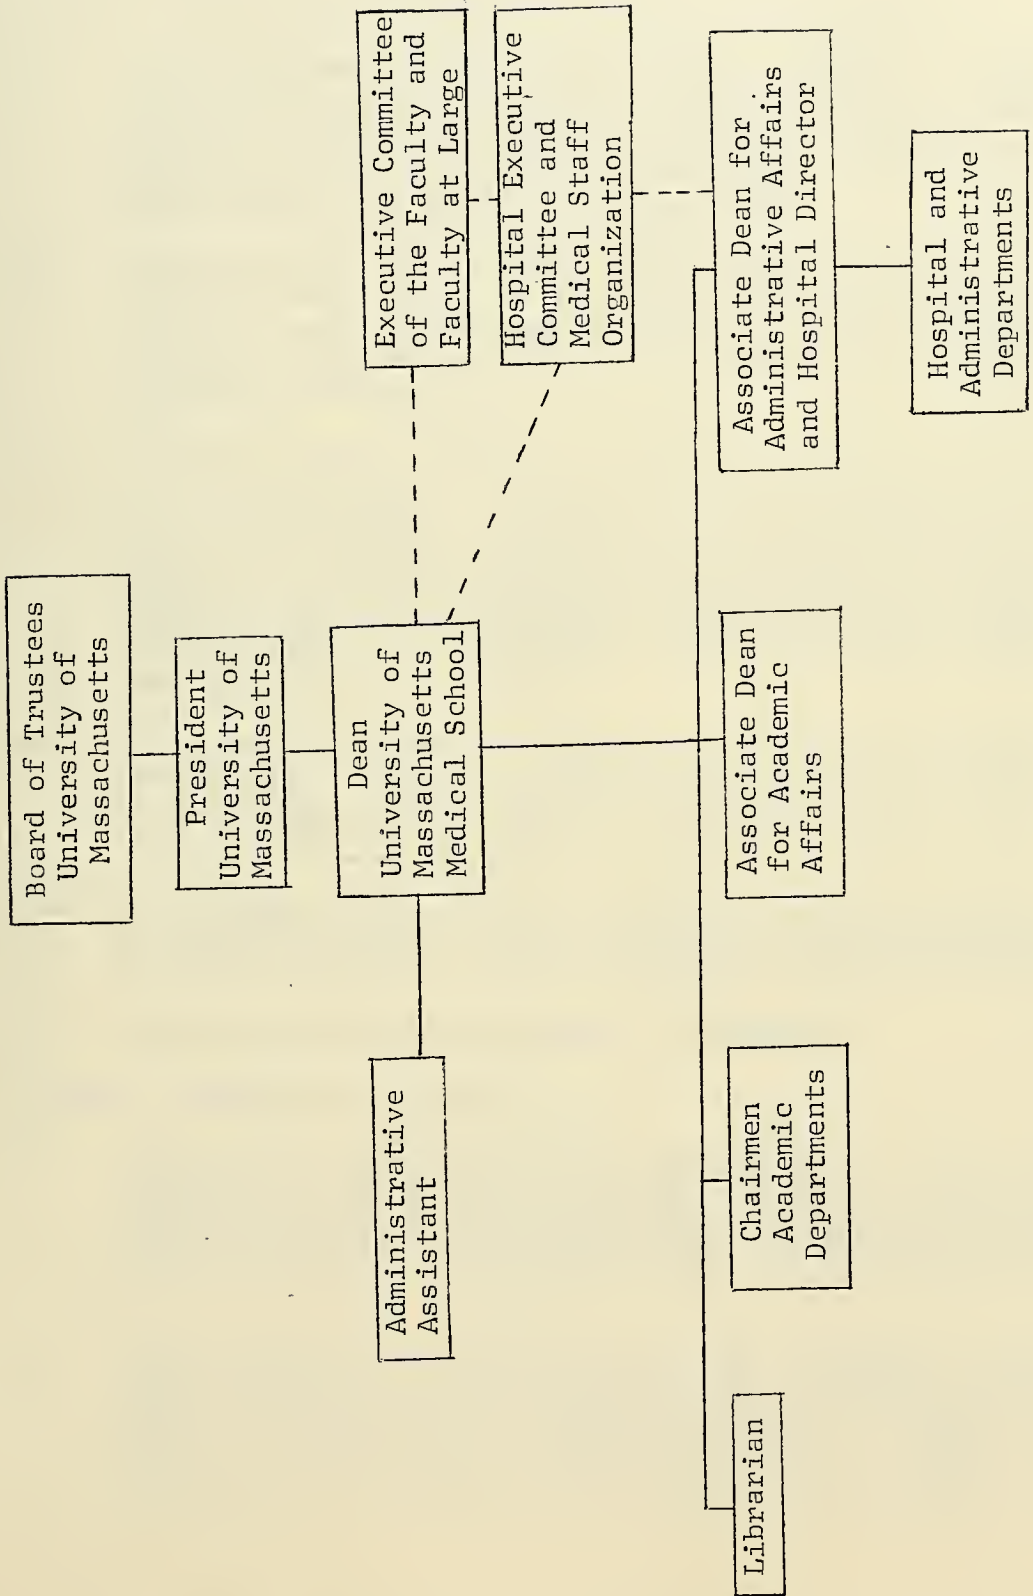 Board of Trustees
University of
Massachusetts
President
University of
Massachusetts
Dean
University of
Massachusetts
Medical School
Administrative
Assistant
Executive Committee
of the Faculty and
Faculty at Large
Hospital Executive
Committee and
Medical Staff
Organization
Librarian
Chairmen
Academic
Departments
Associate Dean
for Academic
Affairs
Associate Dean for
Administrative Affairs
and Hospital Director
Hospital and
Administrative
Departments